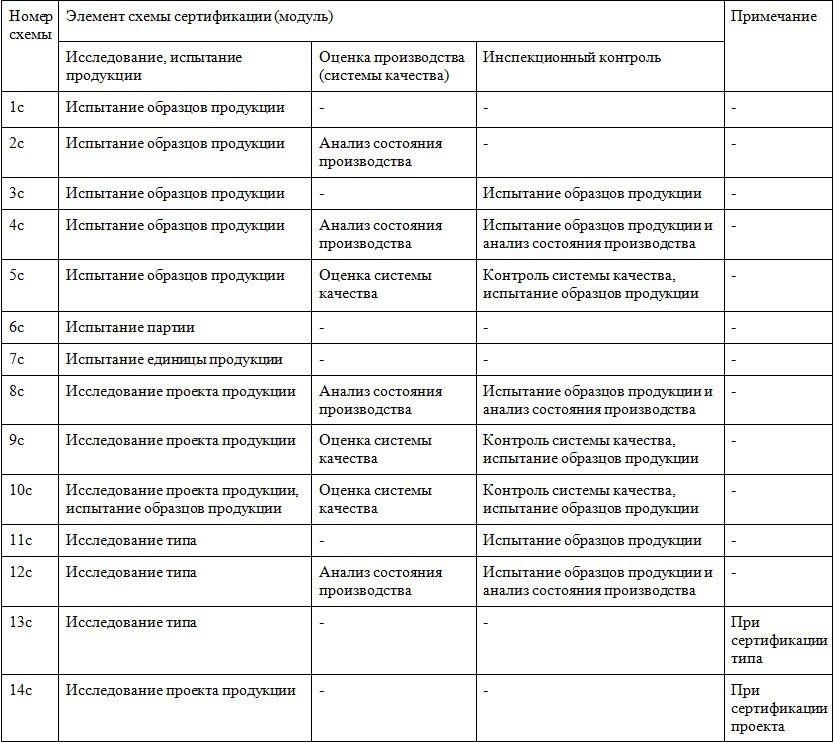 Номер Элемент схемы сертификации (модуль) Примечание
схемы
Исследование, испытание Оценка производства Инспекционный контроль
продукции (системы качества)
1с Испытание образцов продукции - - -
2с Испытание образцов продукции Анализ состояния - -
производства
3с Испытание образцов продукции - Испытание образцов продукции -
4с Испытание образцов продукции Анализ состояния Испытание образцов продукции и -
производства анализ состояния производства
5с Испытание образцов продукции Оценка системы Контроль системы качества, -
качества испытание образцов продукции
6с Испытание партии - - -
7с Испытание единицы продукции - - -
8с Исследование проекта продукции Анализ состояния Испытание образцов продукции и -
производства анализ состояния производства
9с Исследование проекта продукции Оценка системы Контроль системы качества, -
качества испытание образцов продукции
10с Исследование проекта продукции, Оценка системы Контроль системы качества, -
испытание образцов продукции качества испытание образцов продукции
11с Исследование типа - Испытание образцов продукции -
12с Исследование типа Анализ состояния Испытание образцов продукции и -
производства анализ состояния производства
13с Исследование типа - - При
сертификации
типа
14с Исследование проекта продукции - - При
сертификации
проекта